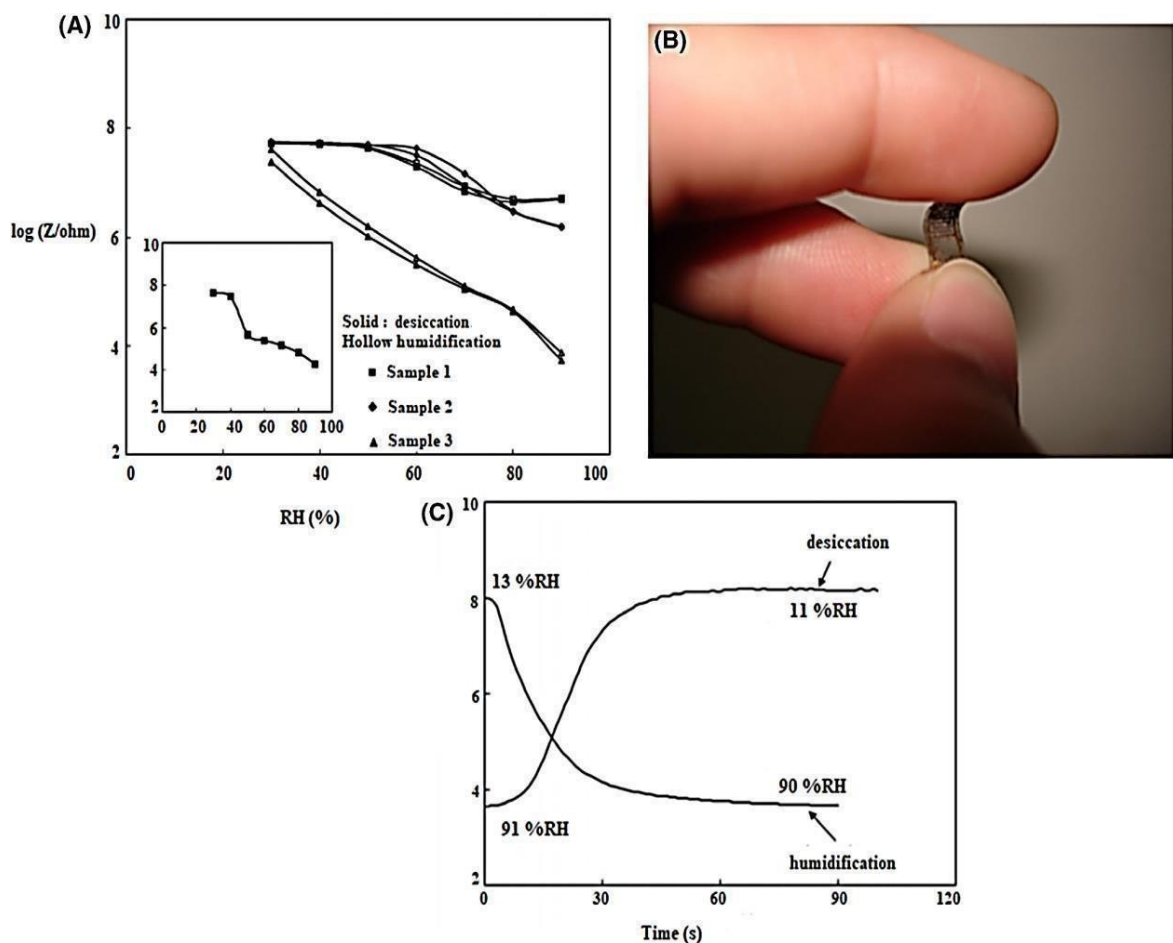 (A)
10
8
log (Z/ohm)
6
4
2
0 20 40 60 80 100
RH (%)
10
8
6
4
2
0 20 40 60 80 100
Solid : desiccation
Hollow humidification
Sample 1
Sample 2
Sample 3
(B)
(C)
10
8
6
4
2
13 %RH
91 %RH
desiccation
11 %RH
90 %RH
humidification
0 30 60 90 120
Time (s)